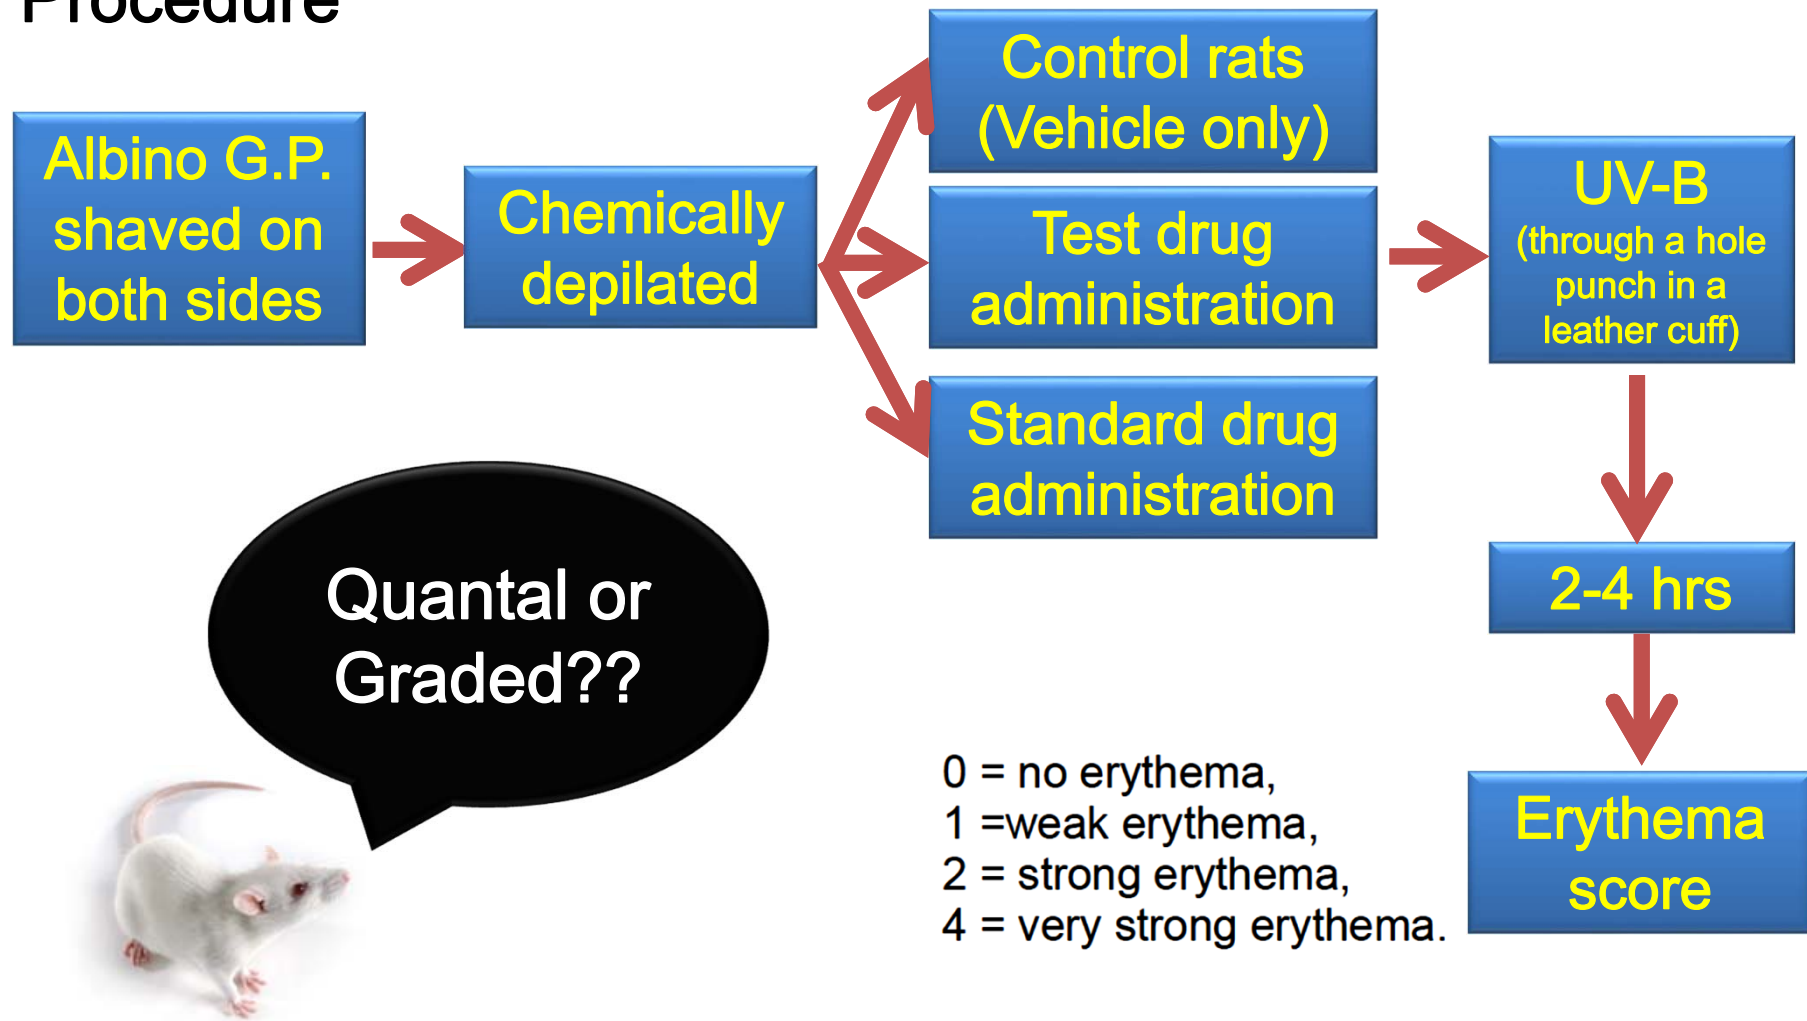 Procedure
Albino G.P.
shaved on
both sides
Chemically
depilated
Control rats
(Vehicle only)
Test drug
administration
Standard drug
administration
UV-B
(through a hole
punch in a
leather cuff)
2-4 hrs
Erythema
score
Quantal or
Graded??
0 = no erythema,
1 =weak erythema,
2 = strong erythema,
4 = very strong erythema.